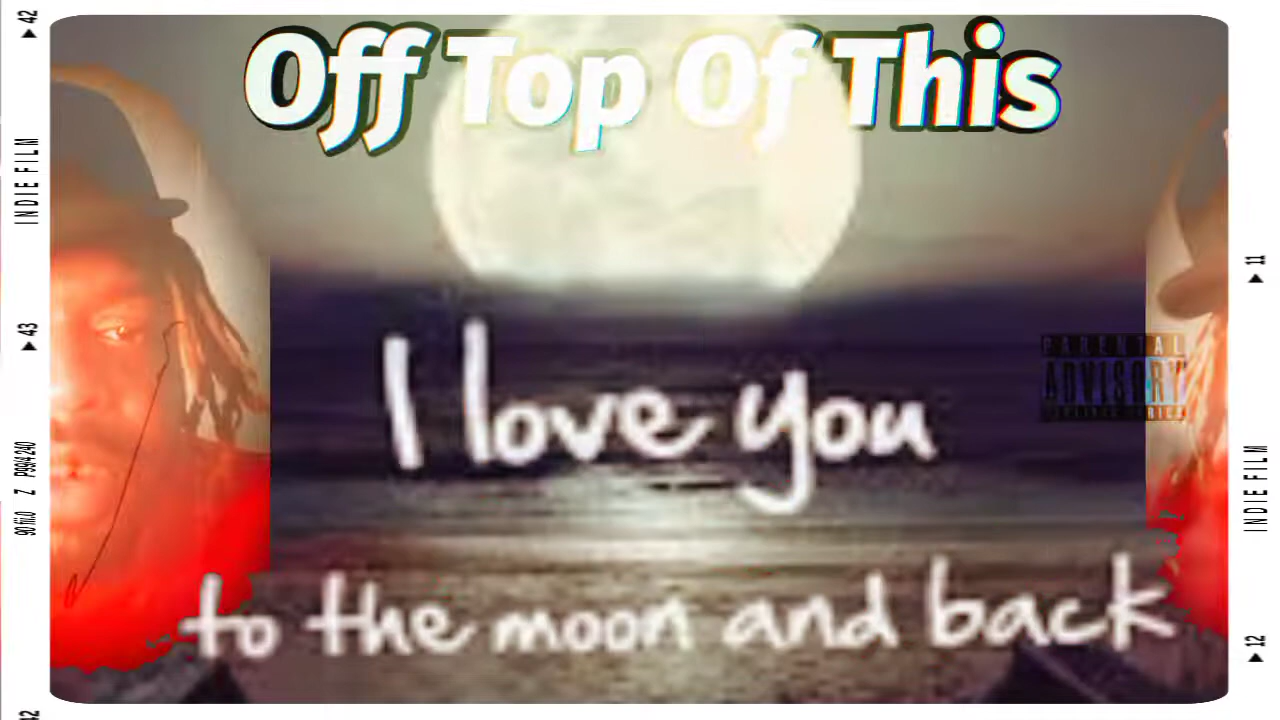 Off Top Of This
I love you
to the moon and back
PARENTAL
ADVISORY
INDIE FILM
INDIE FILM
42
43
42
11
12